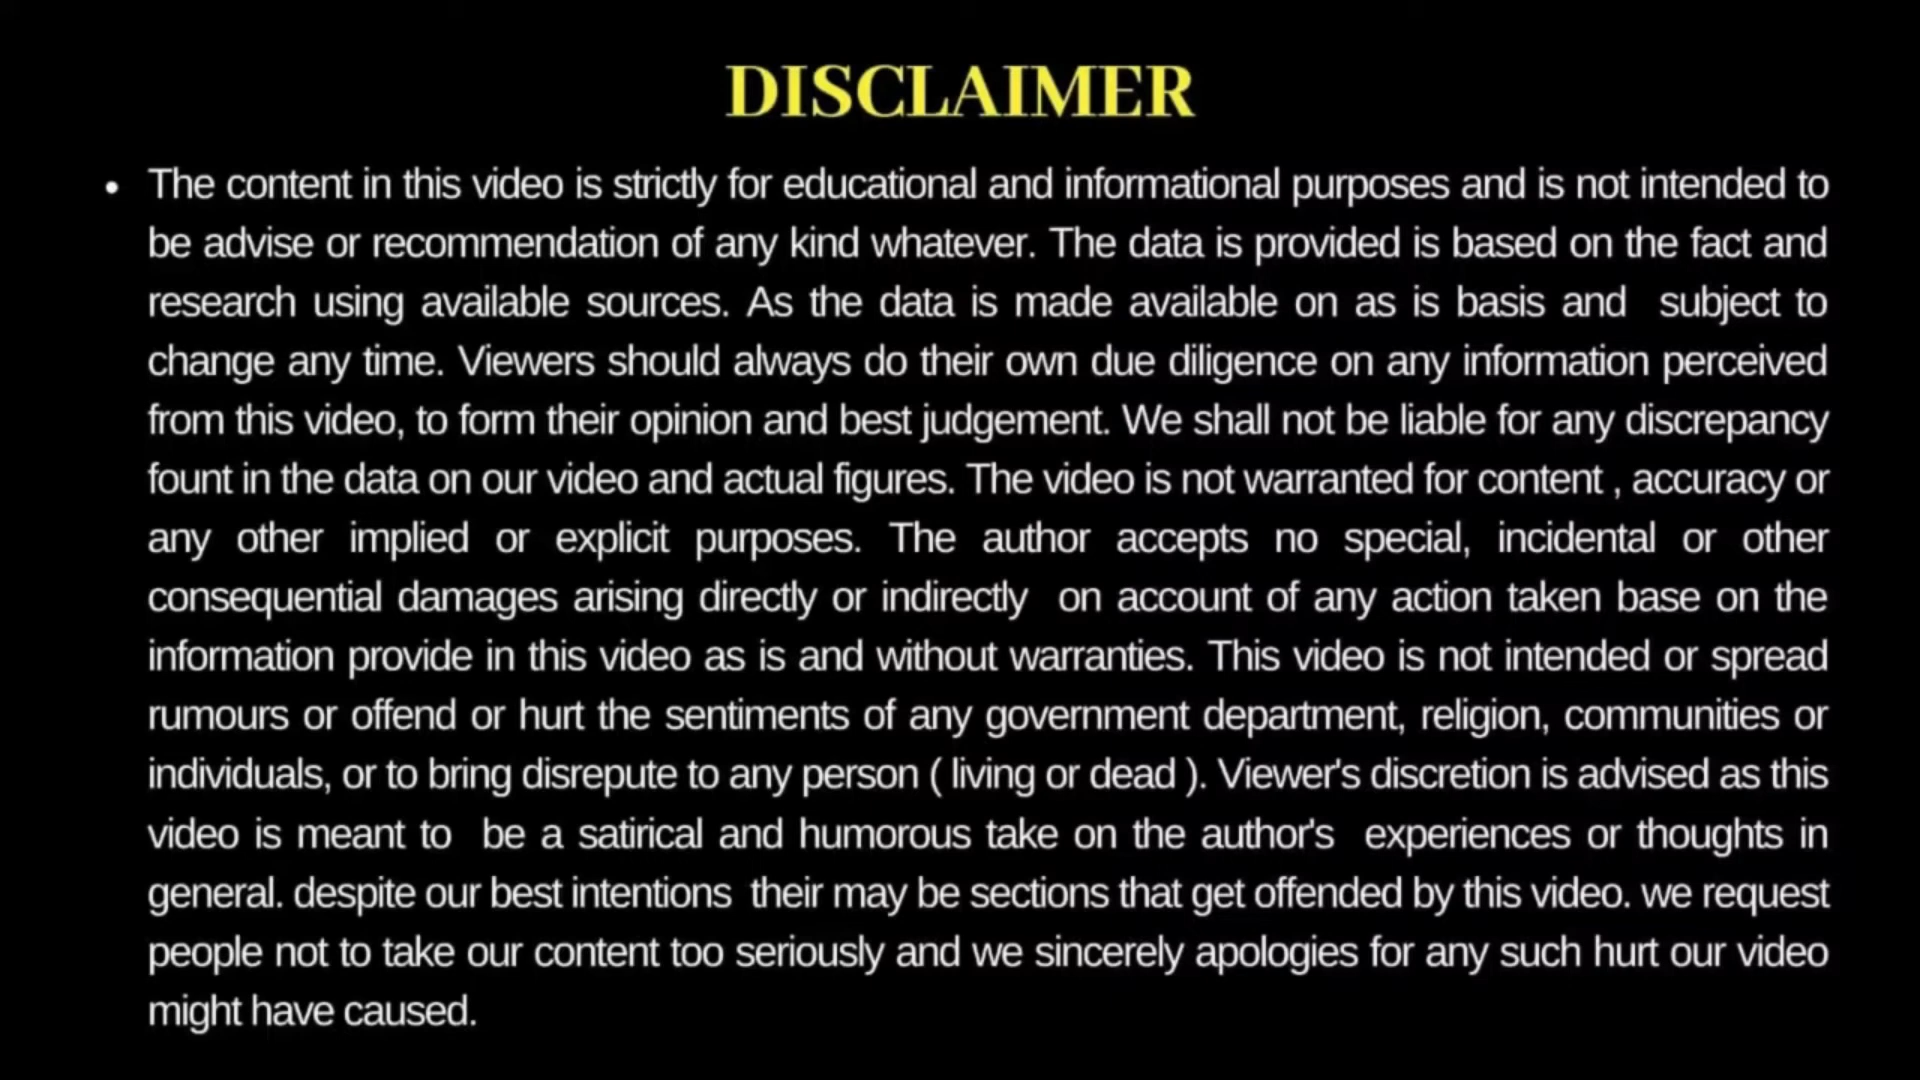 DISCLAIMER
• The content in this video is strictly for educational and informational purposes and is not intended to
be advise or recommendation of any kind whatever. The data is provided is based on the fact and
research using available sources. As the data is made available on as is basis and subject to
change any time. Viewers should always do their own due diligence on any information perceived
from this video, to form their opinion and best judgement. We shall not be liable for any discrepancy
fount in the data on our video and actual figures. The video is not warranted for content , accuracy or
any other implied or explicit purposes. The author accepts no special, incidental or other
consequential damages arising directly or indirectly on account of any action taken base on the
information provide in this video as is and without warranties. This video is not intended or spread
rumours or offend or hurt the sentiments of any government department, religion, communities or
individuals, or to bring disrepute to any person ( living or dead ). Viewer's discretion is advised as this
video is meant to be a satirical and humorous take on the author's experiences or thoughts in
general. despite our best intentions their may be sections that get offended by this video. we request
people not to take our content too seriously and we sincerely apologies for any such hurt our video
might have caused.